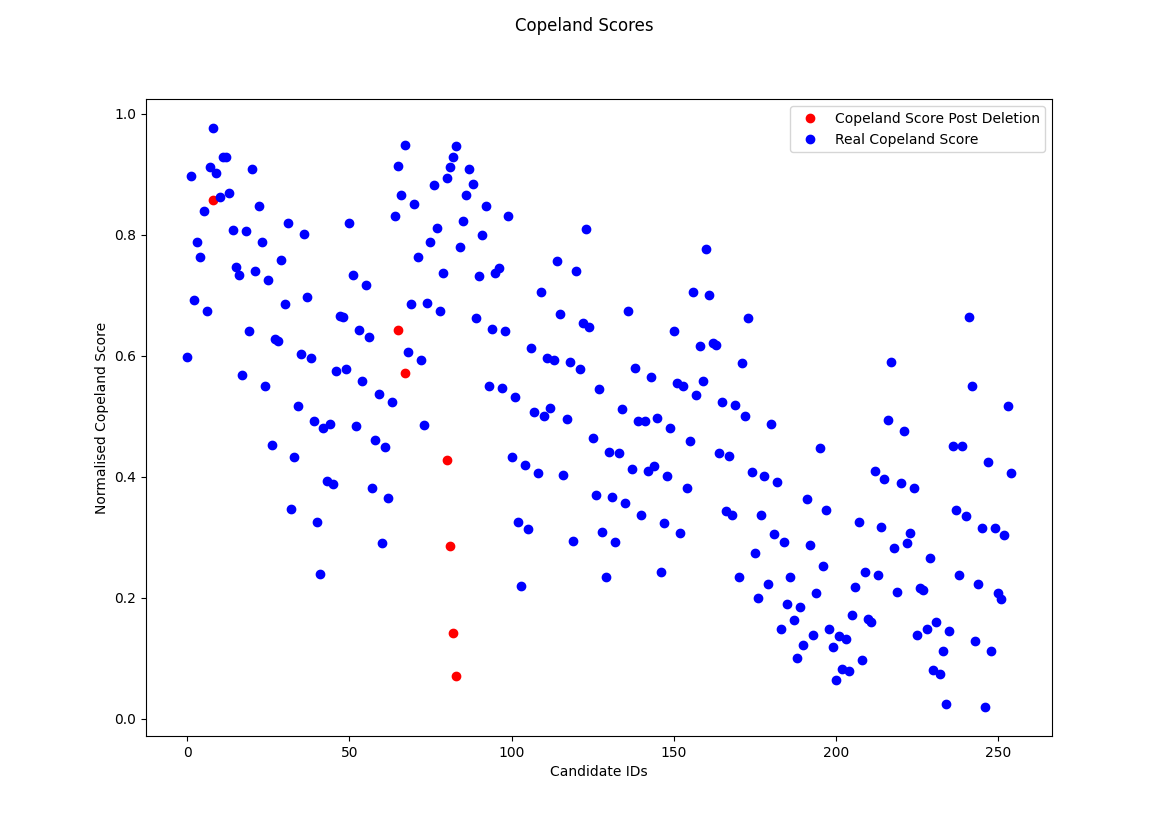 Copeland Scores
Copeland Score Post Deletion
Real Copeland Score
Normalised Copeland Score
1.0
0.8
0.6
0.4
0.2
0.0
0 50 100 150 200 250
Candidate IDs